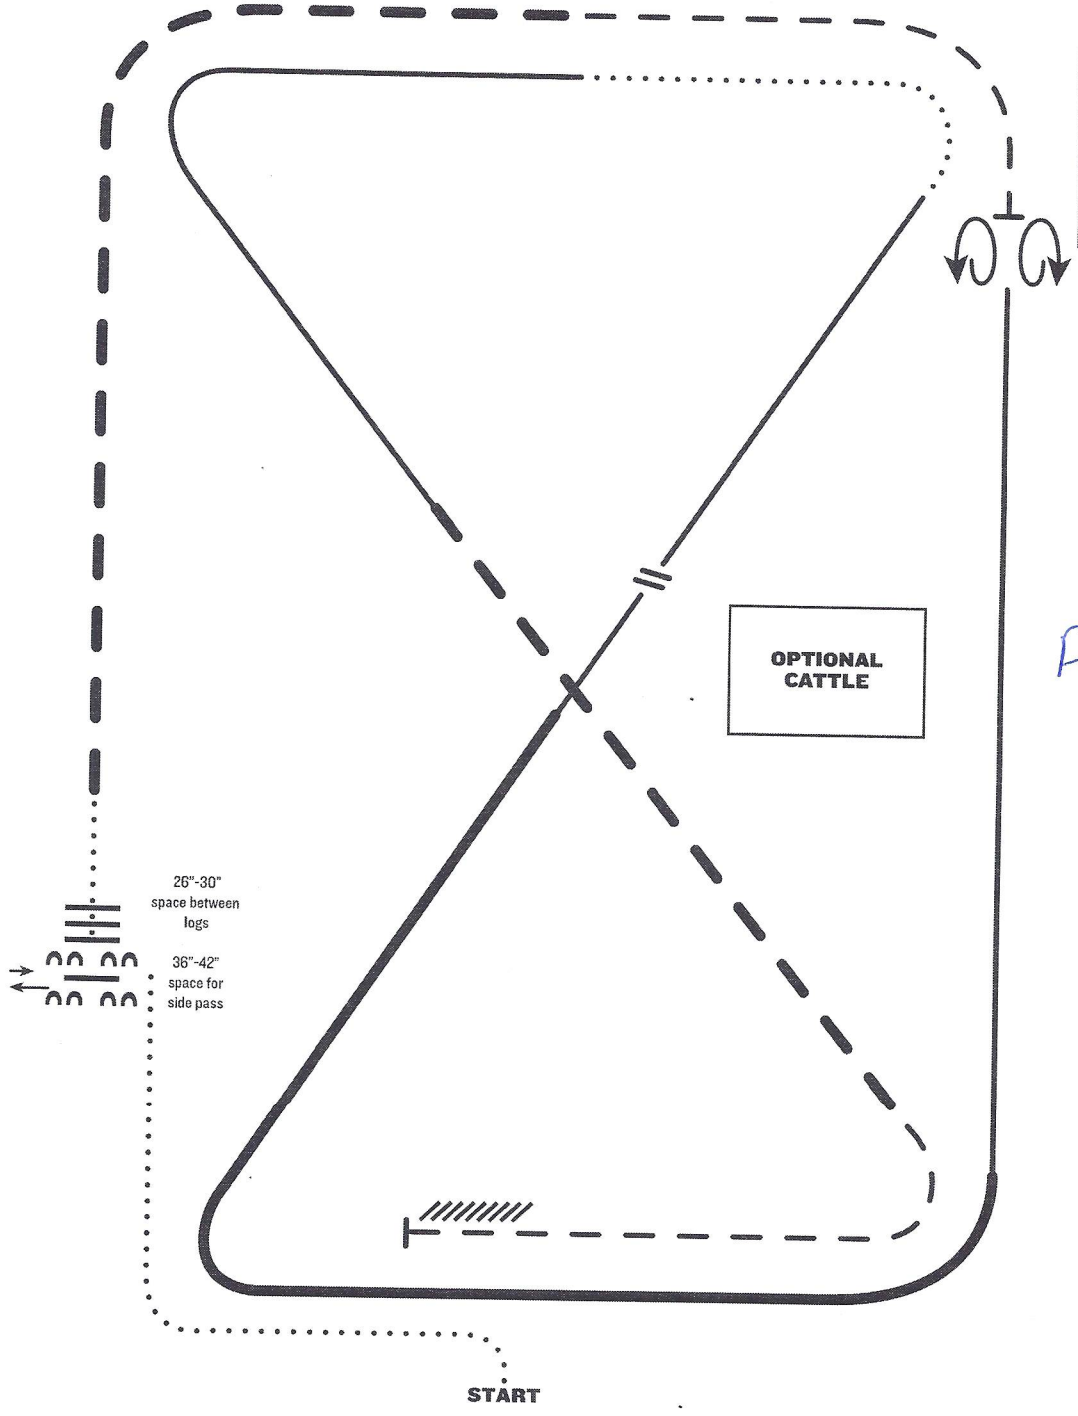 OPTIONAL
CATTLE
26"-30"
space between
logs
36"-42"
space for
side pass
START